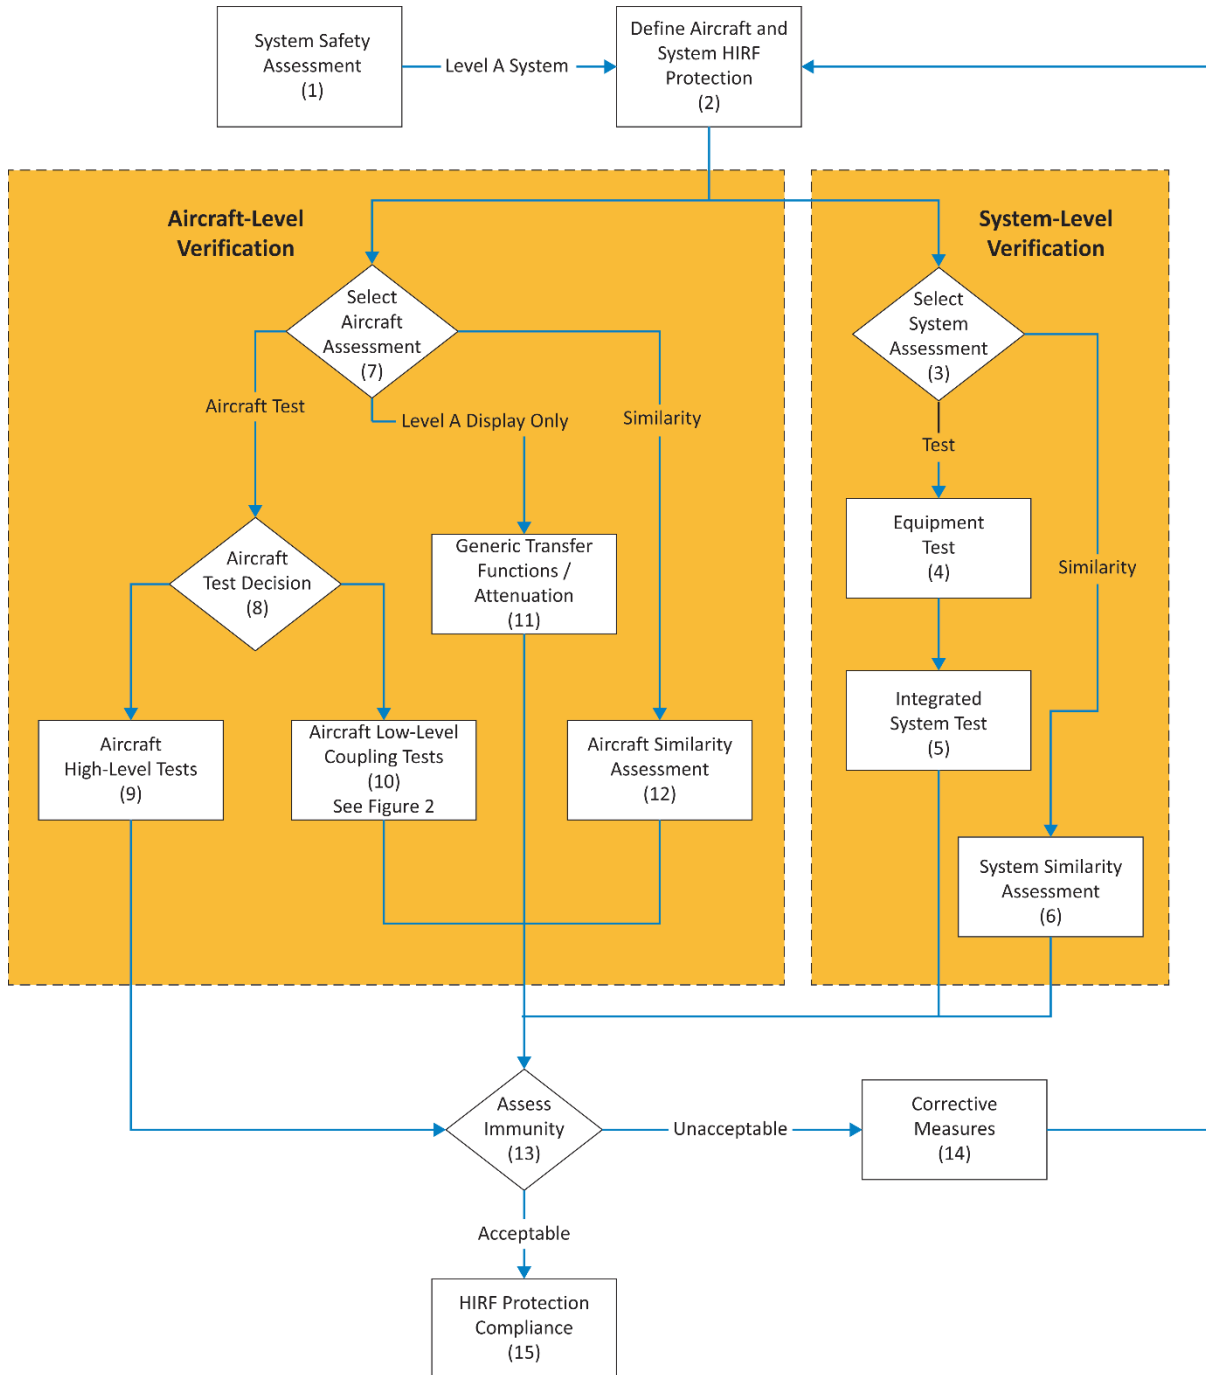 System Safety
Assessment
(1)
Level A System
Define Aircraft and
System HIRF
Protection
(2)
Aircraft-Level
Verification
System-Level
Verification
Select
Aircraft
Assessment
(7)
Select
System
Assessment
(3)
Aircraft Test
Level A Display Only
Similarity
Test
Equipment
Test
(4)
Similarity
Aircraft
Test Decision
(8)
Generic Transfer
Functions /
Attenuation
(11)
Integrated
System Test
(5)
Aircraft
High-Level Tests
(9)
Aircraft Low-Level
Coupling Tests
(10)
See Figure 2
Aircraft Similarity
Assessment
(12)
System Similarity
Assessment
(6)
Assess
Immunity
(13)
Unacceptable
Corrective
Measures
(14)
Acceptable
HIRF Protection
Compliance
(15)